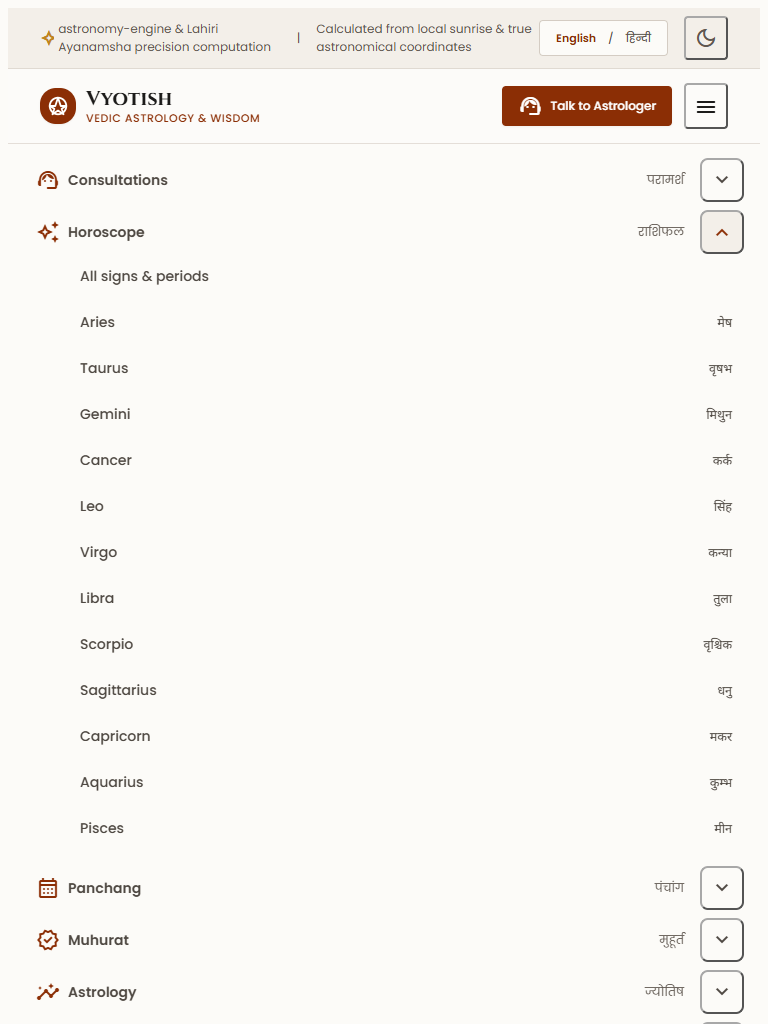 astronomy-engine & Lahiri
Ayanamsha precision computation
|
Calculated from local sunrise & true
astronomical coordinates
English / हिन्दी
Vyotish
VEDIC ASTROLOGY & WISDOM
Talk to Astrologer
Consultations परामर्श
Horoscope राशिफल
All signs & periods
Aries मेष
Taurus वृषभ
Gemini मिथुन
Cancer कर्क
Leo सिंह
Virgo कन्या
Libra तुला
Scorpio वृश्चिक
Sagittarius धनु
Capricorn मकर
Aquarius कुम्भ
Pisces मीन
Panchang पंचांग
Muhurat मुहूर्त
Astrology ज्योतिष